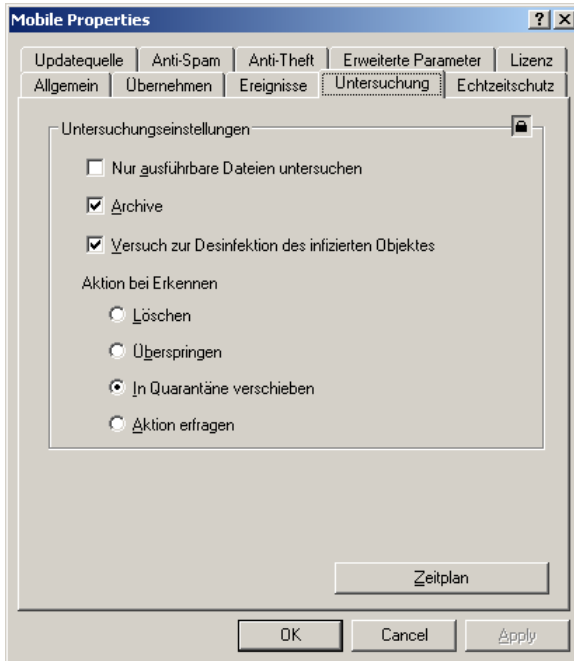 Mobile Properties
Updatequelle Anti-Spam Anti-Theft Erweiterte Parameter Lizenz
Allgemein Übernehmen Ereignisse Untersuchung Echtzeitschutz
Untersuchungseinstellungen
Nur ausführbare Dateien untersuchen
Archive
Versuch zur Desinfektion des infizierten Objektes
Aktion bei Erkennen
Löschen
Überspringen
In Quarantäne verschieben
Aktion erfragen
Zeitplan
OK Cancel Apply